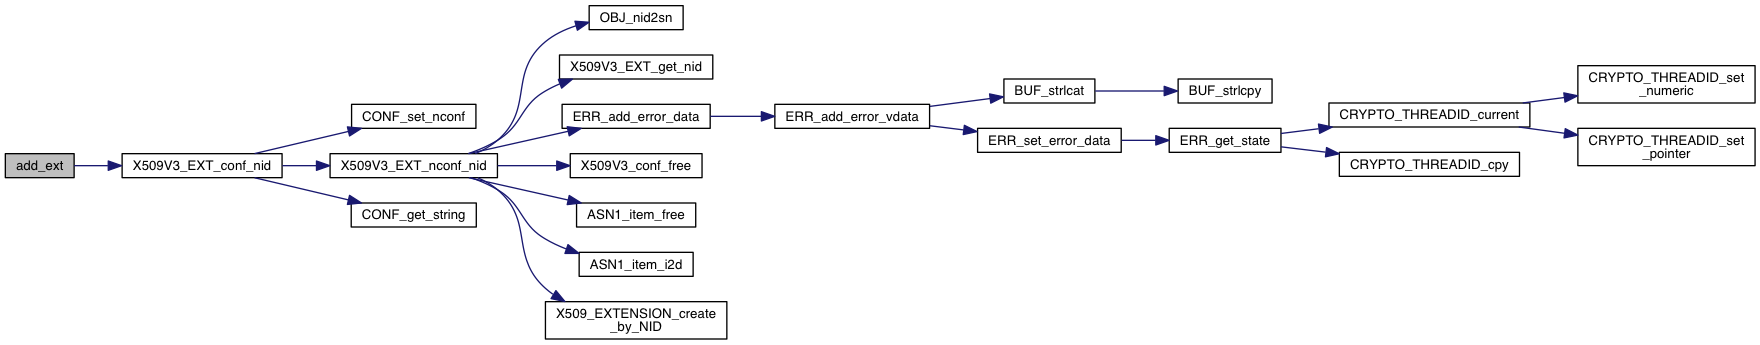 add_ext
X509V3_EXT_conf_nid
CONF_set_nconf
X509V3_EXT_nconf_nid
CONF_get_string
OBJ_nid2sn
X509V3_EXT_get_nid
ERR_add_error_data
X509V3_conf_free
ASN1_item_free
ASN1_item_i2d
X509_EXTENSION_create
_by_NID
ERR_add_error_vdata
BUF_strlcat
BUF_strlcpy
ERR_set_error_data
ERR_get_state
CRYPTO_THREADID_current
CRYPTO_THREADID_cpy
CRYPTO_THREADID_set
_numeric
CRYPTO_THREADID_set
_pointer